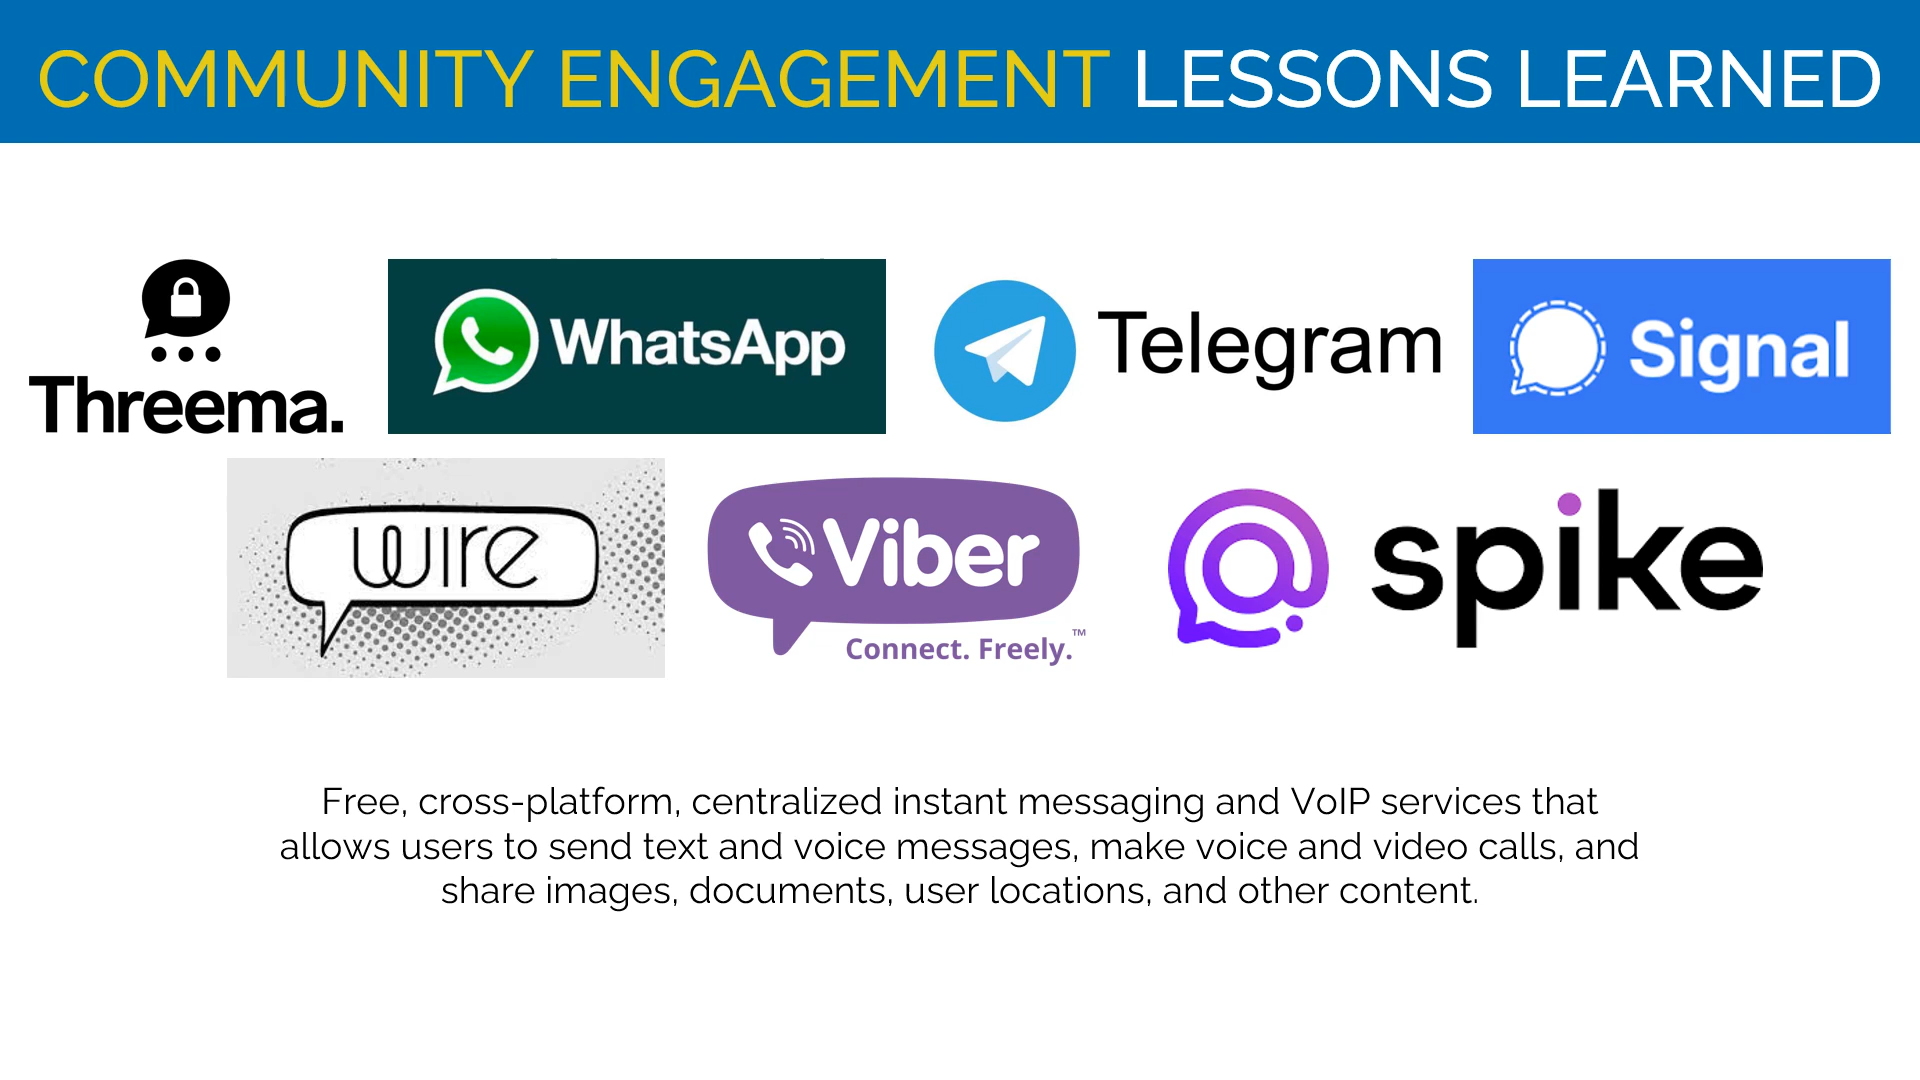 COMMUNITY ENGAGEMENT LESSONS LEARNED
Threema.
WhatsApp
Telegram
Signal
wire
Viber
Connect. Freely.™
spike
Free, cross-platform, centralized instant messaging and VoIP services that
allows users to send text and voice messages, make voice and video calls, and
share images, documents, user locations, and other content.